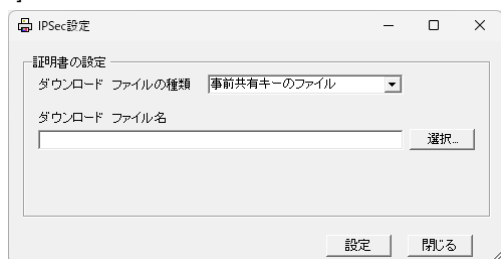 IPSec設定
証明書の設定
ダウンロード ファイルの種類 事前共有キーのファイル
ダウンロード ファイル名
選択...
設定 閉じる